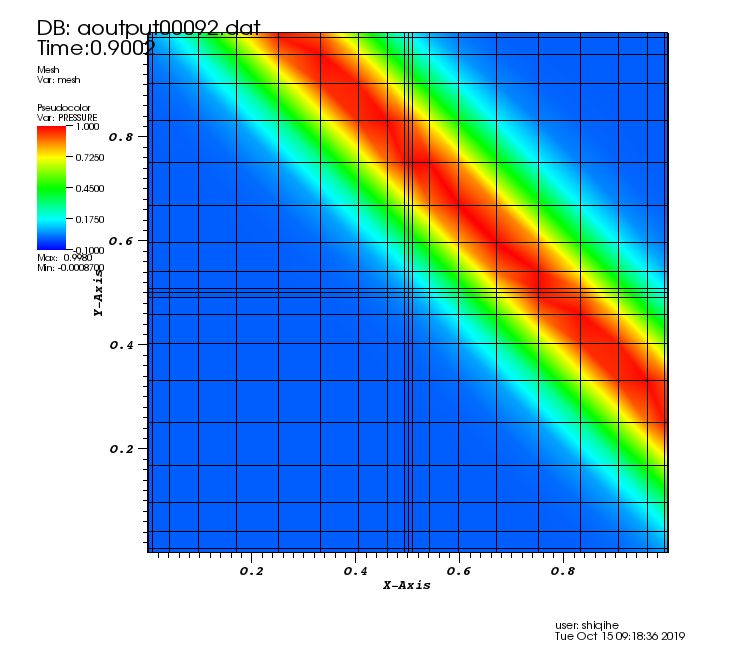 DB: aoutput00092.dat
Time:0.9002
Mesh
Var: mesh
Pseudocolor
Var: PRESSURE
1.000
0.7250
0.4500
0.1750
-0.1000
Max: 0.9980
Min: -0.0008700
Y-Axis
0.8
0.6
0.4
0.2
0.2 0.4 0.6 0.8
X-Axis
user: shiqihe
Tue Oct 15 09:18:36 2019